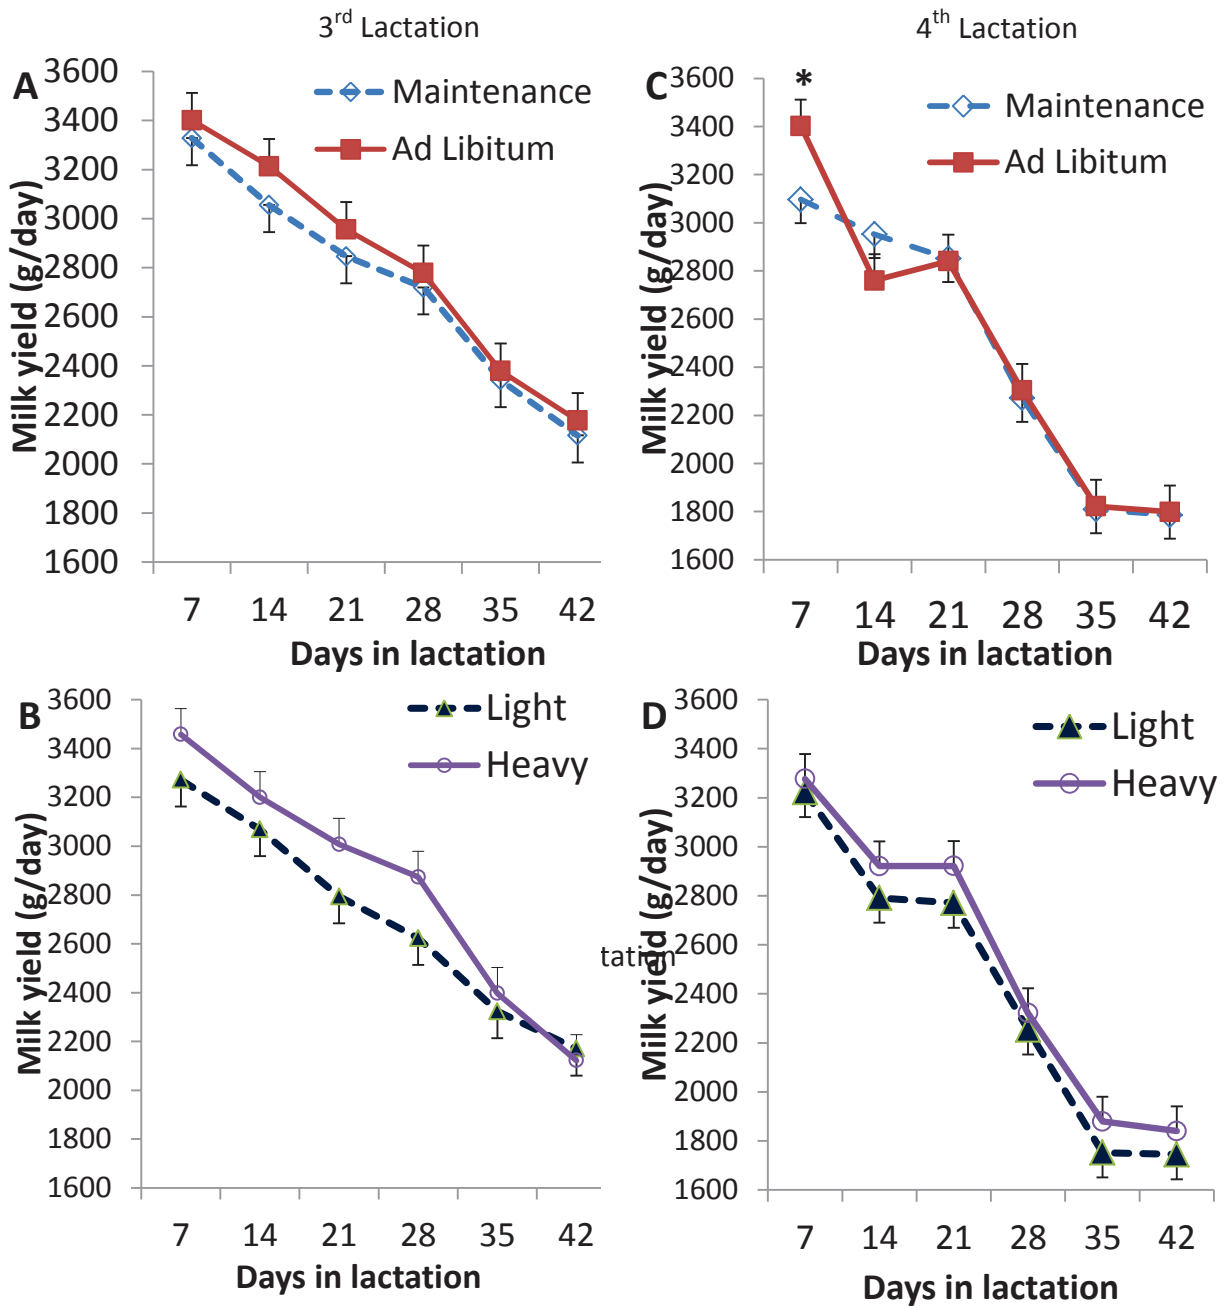 3rd Lactation
4th Lactation
A
Maintenance
Ad Libitum
Milk yield (g/day)
3600
3400
3200
3000
2800
2600
2400
2200
2000
1800
1600
7 14 21 28 35 42
Days in lactation
C
*
Maintenance
Ad Libitum
Milk yield (g/day)
3600
3400
3200
3000
2800
2600
2400
2200
2000
1800
1600
7 14 21 28 35 42
Days in lactation
B
Light
Heavy
Milk yield (g/day)
3600
3400
3200
3000
2800
2600
2400
2200
2000
1800
1600
7 14 21 28 35 42
Days in lactation
tation
D
Light
Heavy
Milk yield (g/day)
3600
3400
3200
3000
2800
2600
2400
2200
2000
1800
1600
7 14 21 28 35 42
Days in lactation